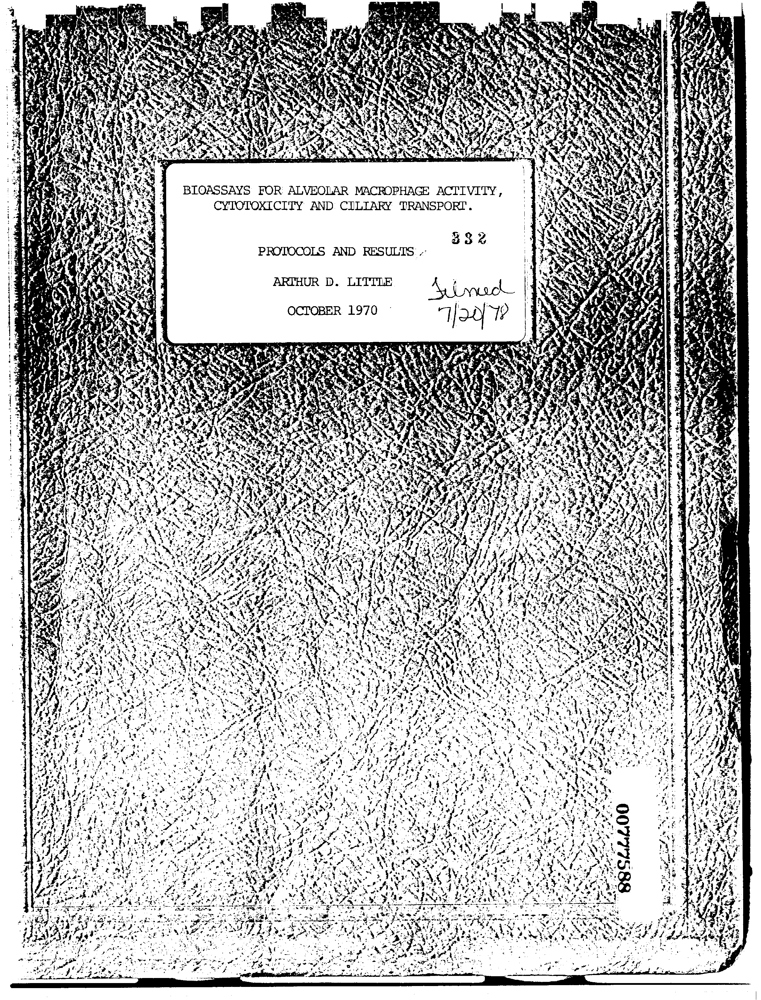 BIOASSAYS FOR ALVEOLAR MACROPHAGE ACTIVITY,
CYTOTOXICITY AND CILIARY TRANSPORT.
332
PROTOCOLS AND RESULTS
ARTHUR D. LITTLE
Filmed
OCTOBER 1970
7/20/78
00777588